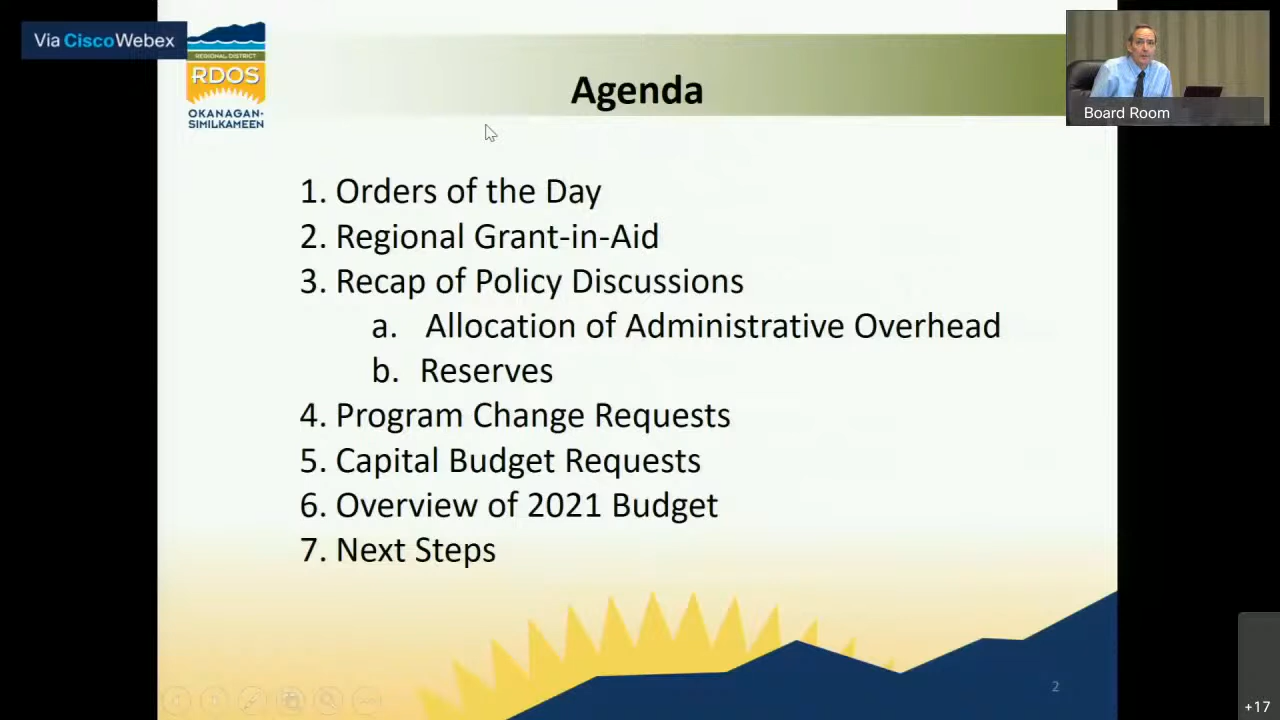 Via CiscoWebex
REGIONAL DISTRICT
RDOS
OKANAGAN-
SIMILKAMEEN
Agenda
Board Room
1. Orders of the Day
2. Regional Grant-in-Aid
3. Recap of Policy Discussions
a. Allocation of Administrative Overhead
b. Reserves
4. Program Change Requests
5. Capital Budget Requests
6. Overview of 2021 Budget
7. Next Steps
2
+17